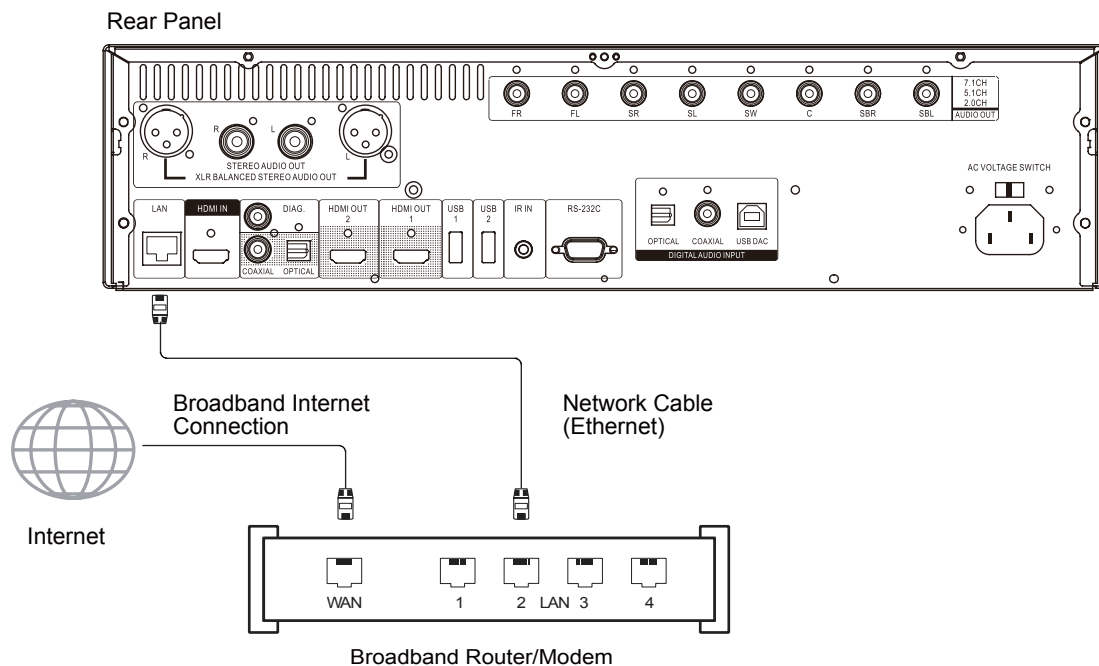 Rear Panel
7.1CH
5.1CH
2.0CH
AUDIO OUT
FR FL SR SL SW C SBR SBL
R L
R L
STEREO AUDIO OUT
XLR BALANCED STEREO AUDIO OUT
AC VOLTAGE SWITCH
LAN
HDMI IN
DIAG.
COAXIAL OPTICAL
HDMI OUT
2
HDMI OUT
1
USB
1
USB
2
IR IN
RS-232C
OPTICAL COAXIAL USB DAC
DIGITAL AUDIO INPUT
Broadband Internet
Connection
Network Cable
(Ethernet)
Internet
WAN 1 2 LAN 3 4
Broadband Router/Modem